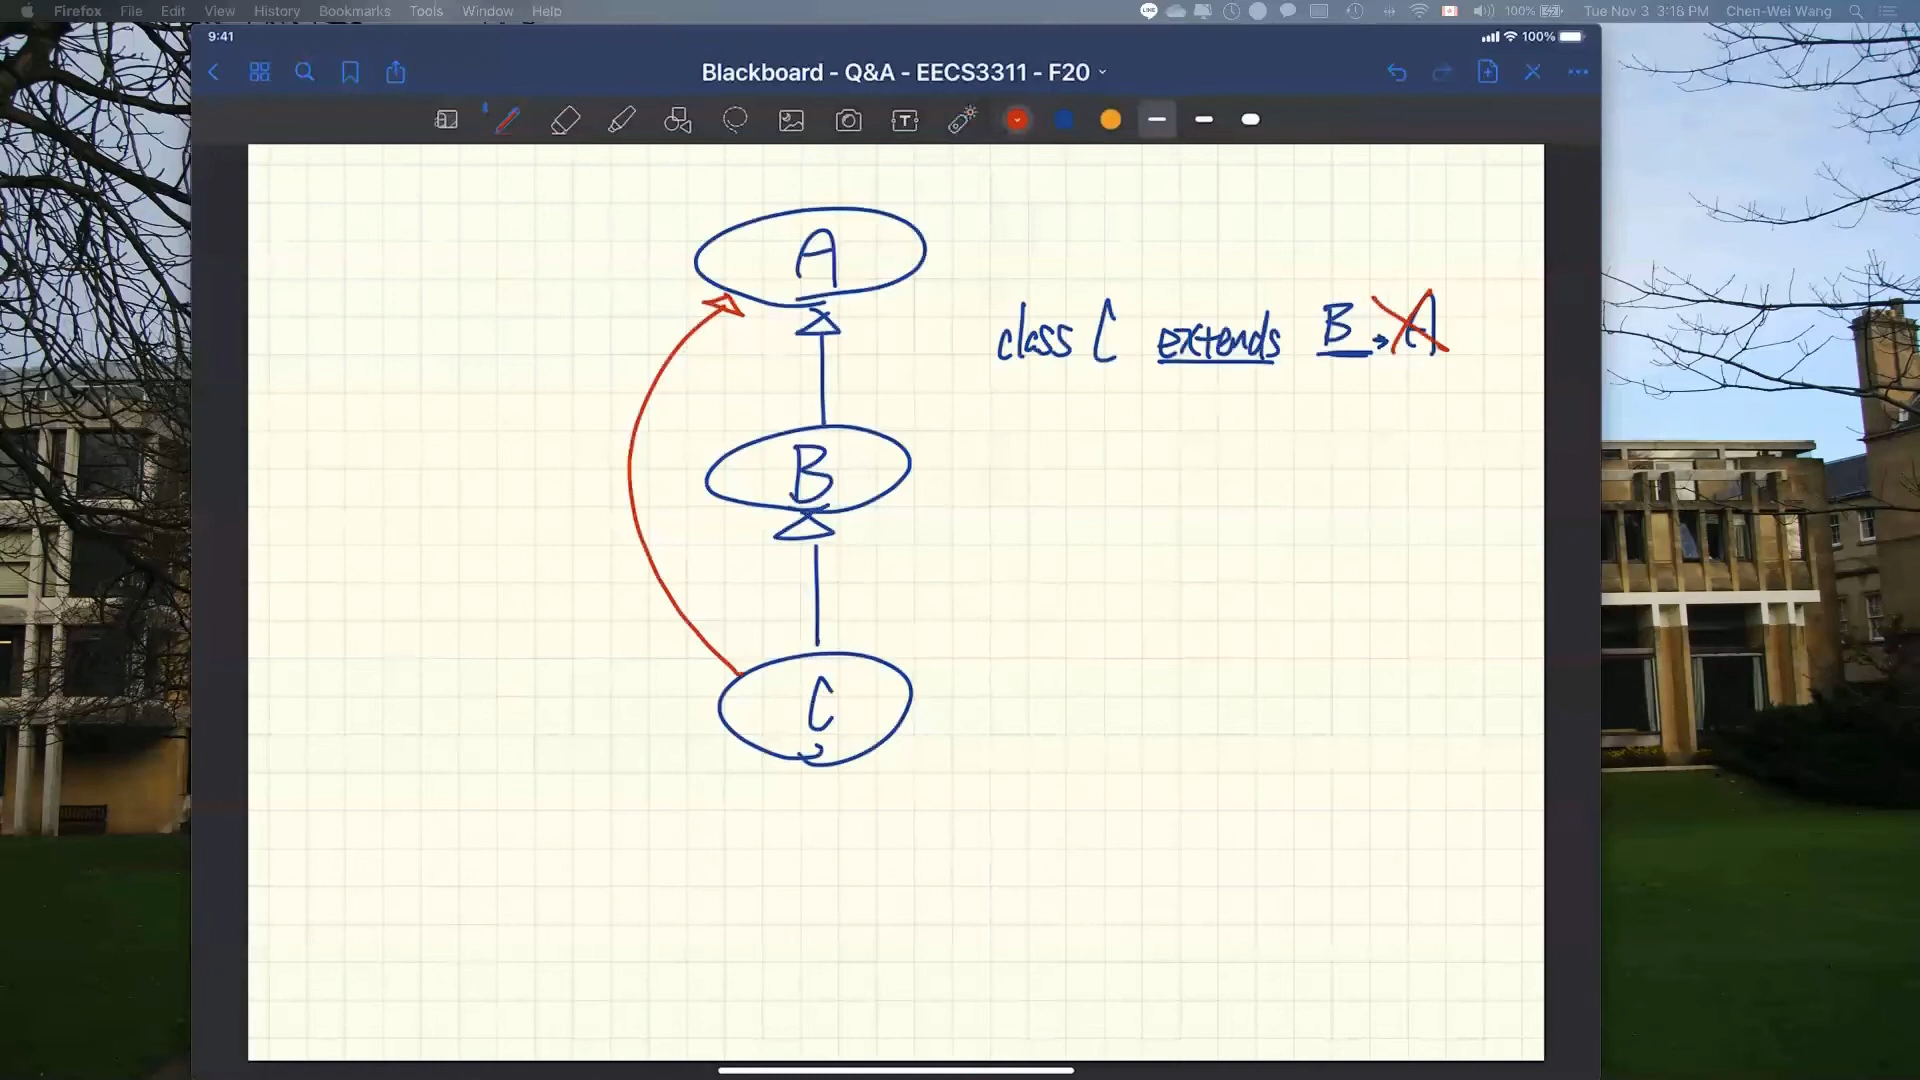 Firefox File Edit View History Bookmarks Tools Window Help 100% Tue Nov 3 3:18 PM Chen-Wei Wang
9:41 100%
Blackboard - Q&A - EECS3311 - F20
T
A
class C extends B, A
B
C